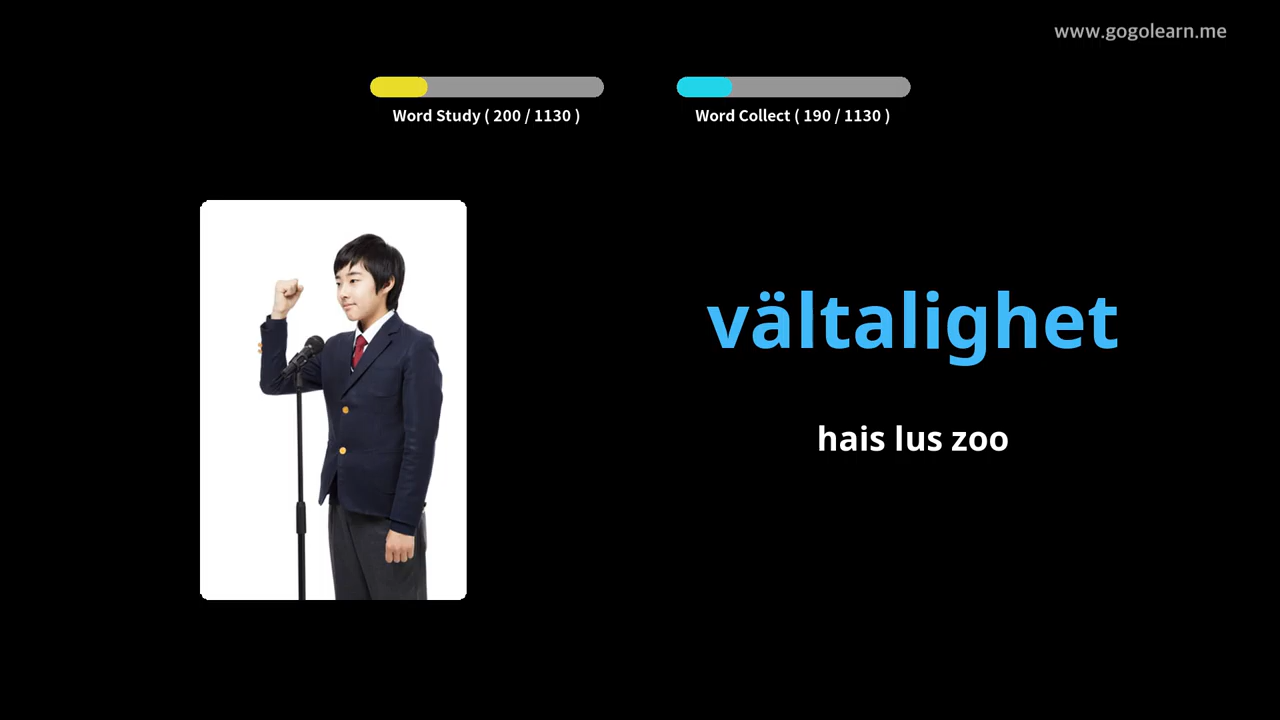 www.gogolearn.me
Word Study ( 200 / 1130 )
Word Collect ( 190 / 1130 )
vältalighet
hais lus zoo